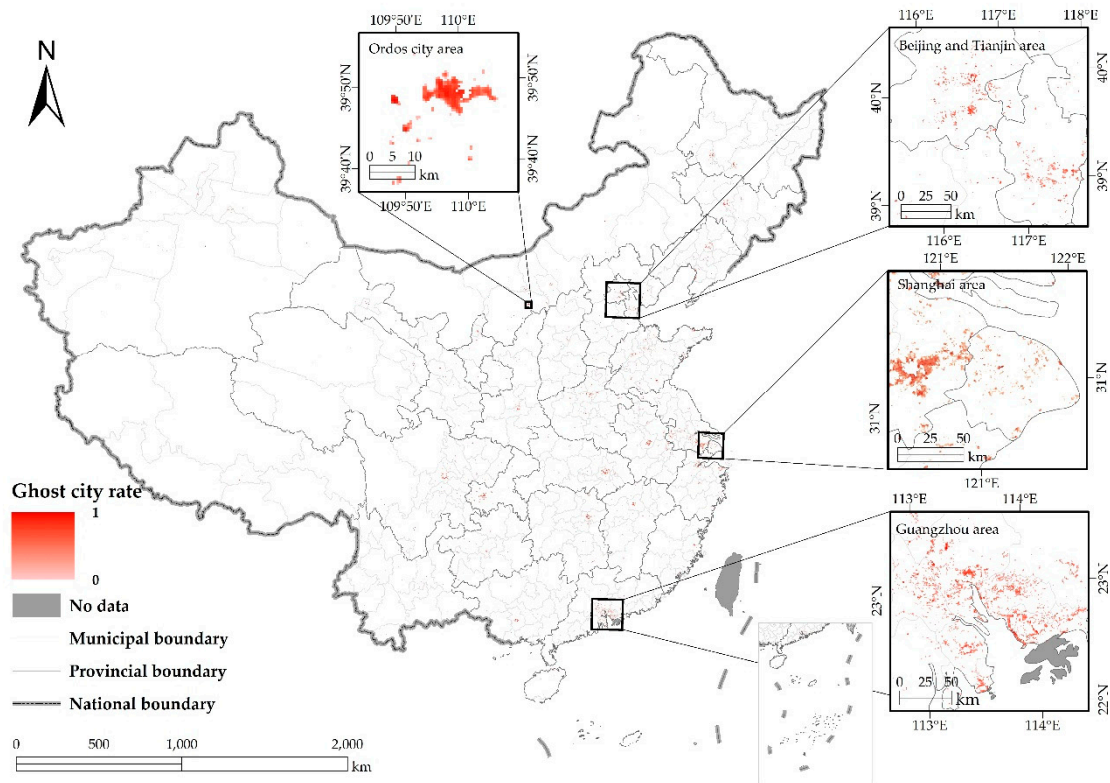 N
109°50'E 110°E
Ordos city area
39°50'N
39°50'N
39°40'N
39°40'N
0 5 10
km
109°50'E 110°E
116°E 117°E 118°E
Beijing and Tianjin area
40°N
40°N
39°N
39°N
0 25 50
km
116°E 117°E
121°E 122°E
Shanghai area
31°N
31°N
0 25 50
km
121°E
113°E 114°E
Guangzhou area
23°N
23°N
22°N
0 25 50
km
113°E 114°E
Ghost city rate
1
0
No data
Municipal boundary
Provincial boundary
National boundary
0 500 1,000 2,000
km